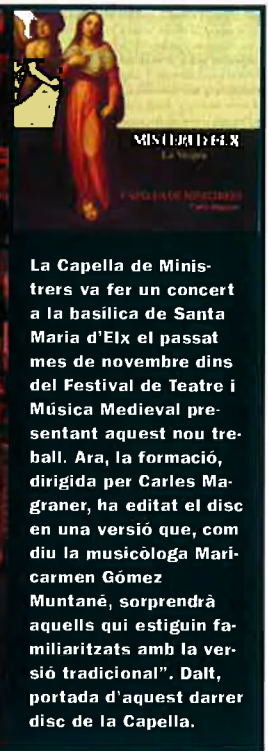 MISTERI D'ELX
La Vespra
CAPELLA DE MINISTRERS
Carles Magraner
La Capella de Minis-
trers va fer un concert
a la basílica de Santa
Maria d'Elx el passat
mes de novembre dins
del Festival de Teatre i
Música Medieval pre-
sentant aquest nou tre-
ball. Ara, la formació,
dirigida per Carles Ma-
graner, ha editat el disc
en una versió que, com
diu la musicòloga Mari-
carmen Gómez
Muntané, sorprendrà
aquells qui estiguin fa-
miliaritzats amb la ver-
sió tradicional". Dalt,
portada d'aquest darrer
disc de la Capella.